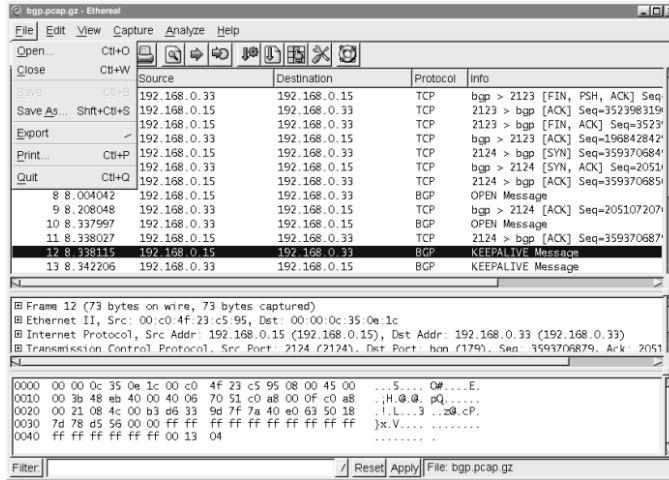 bgp.pcap.gz - Ethereal
File Edit View Capture Analyze Help
Open... Ctl+O
Close Ctl+W
Save Ctl+S
Save As... Shft+Ctl+S
Export
Print... Ctl+P
Quit Ctl+Q
Source Destination Protocol Info
192.168.0.33 192.168.0.15 TCP bgp > 2123 [FIN, PSH, ACK] Seq
192.168.0.15 192.168.0.33 TCP 2123 > bgp [ACK] Seq=352398319
192.168.0.15 192.168.0.33 TCP 2123 > bgp [FIN, ACK] Seq=3523
192.168.0.33 192.168.0.15 TCP bgp > 2123 [ACK] Seq=196842842
192.168.0.15 192.168.0.33 TCP 2124 > bgp [SYN] Seq=359370684
192.168.0.33 192.168.0.15 TCP bgp > 2124 [SYN, ACK] Seq=2051
192.168.0.15 192.168.0.33 TCP 2124 > bgp [ACK] Seq=359370685
8 8.004042 192.168.0.15 192.168.0.33 BGP OPEN Message
9 8.208048 192.168.0.33 192.168.0.15 TCP bgp > 2124 [ACK] Seq=205107207
10 8.337997 192.168.0.33 192.168.0.15 BGP OPEN Message
11 8.338027 192.168.0.15 192.168.0.33 TCP 2124 > bgp [ACK] Seq=359370687
12 8.338115 192.168.0.15 192.168.0.33 BGP KEEPALIVE Message
13 8.342206 192.168.0.33 192.168.0.15 BGP KEEPALIVE Message
Frame 12 (73 bytes on wire, 73 bytes captured)
Ethernet II, Src: 00:c0:4f:23:c5:95, Dst: 00:00:0c:35:0e:1c
Internet Protocol, Src Addr: 192.168.0.15 (192.168.0.15), Dst Addr: 192.168.0.33 (192.168.0.33)
Transmission Control Protocol, Src Port: 2124 (2124), Dst Port: bgp (179), Seq: 3593706879, Ack: 2051
0000 00 00 0c 35 0e 1c 00 c0 4f 23 c5 95 08 00 45 00 ...5.... O#....E.
0010 00 3b 48 eb 40 00 40 06 70 51 c0 a8 00 0f c0 a8 .;H.@.@. pQ......
0020 00 21 08 4c 00 b3 d6 33 9d 7f 7a 40 e0 63 50 18 .!.L...3 ..z@.cP.
0030 7d 78 d5 56 00 00 ff ff ff ff ff ff ff ff ff ff }x.V.... ........
0040 ff ff ff ff ff ff 00 13 04 ........ .
Filter: Reset Apply File: bgp.pcap.gz